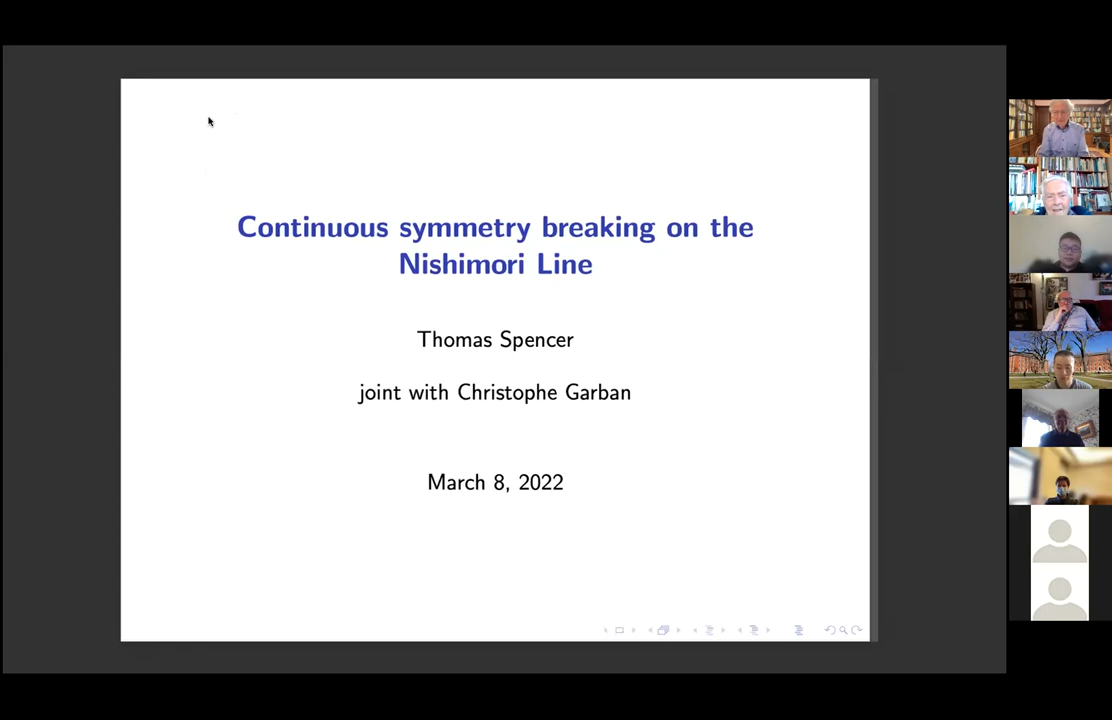 Continuous symmetry breaking on the
Nishimori Line
Thomas Spencer
joint with Christophe Garban
March 8, 2022